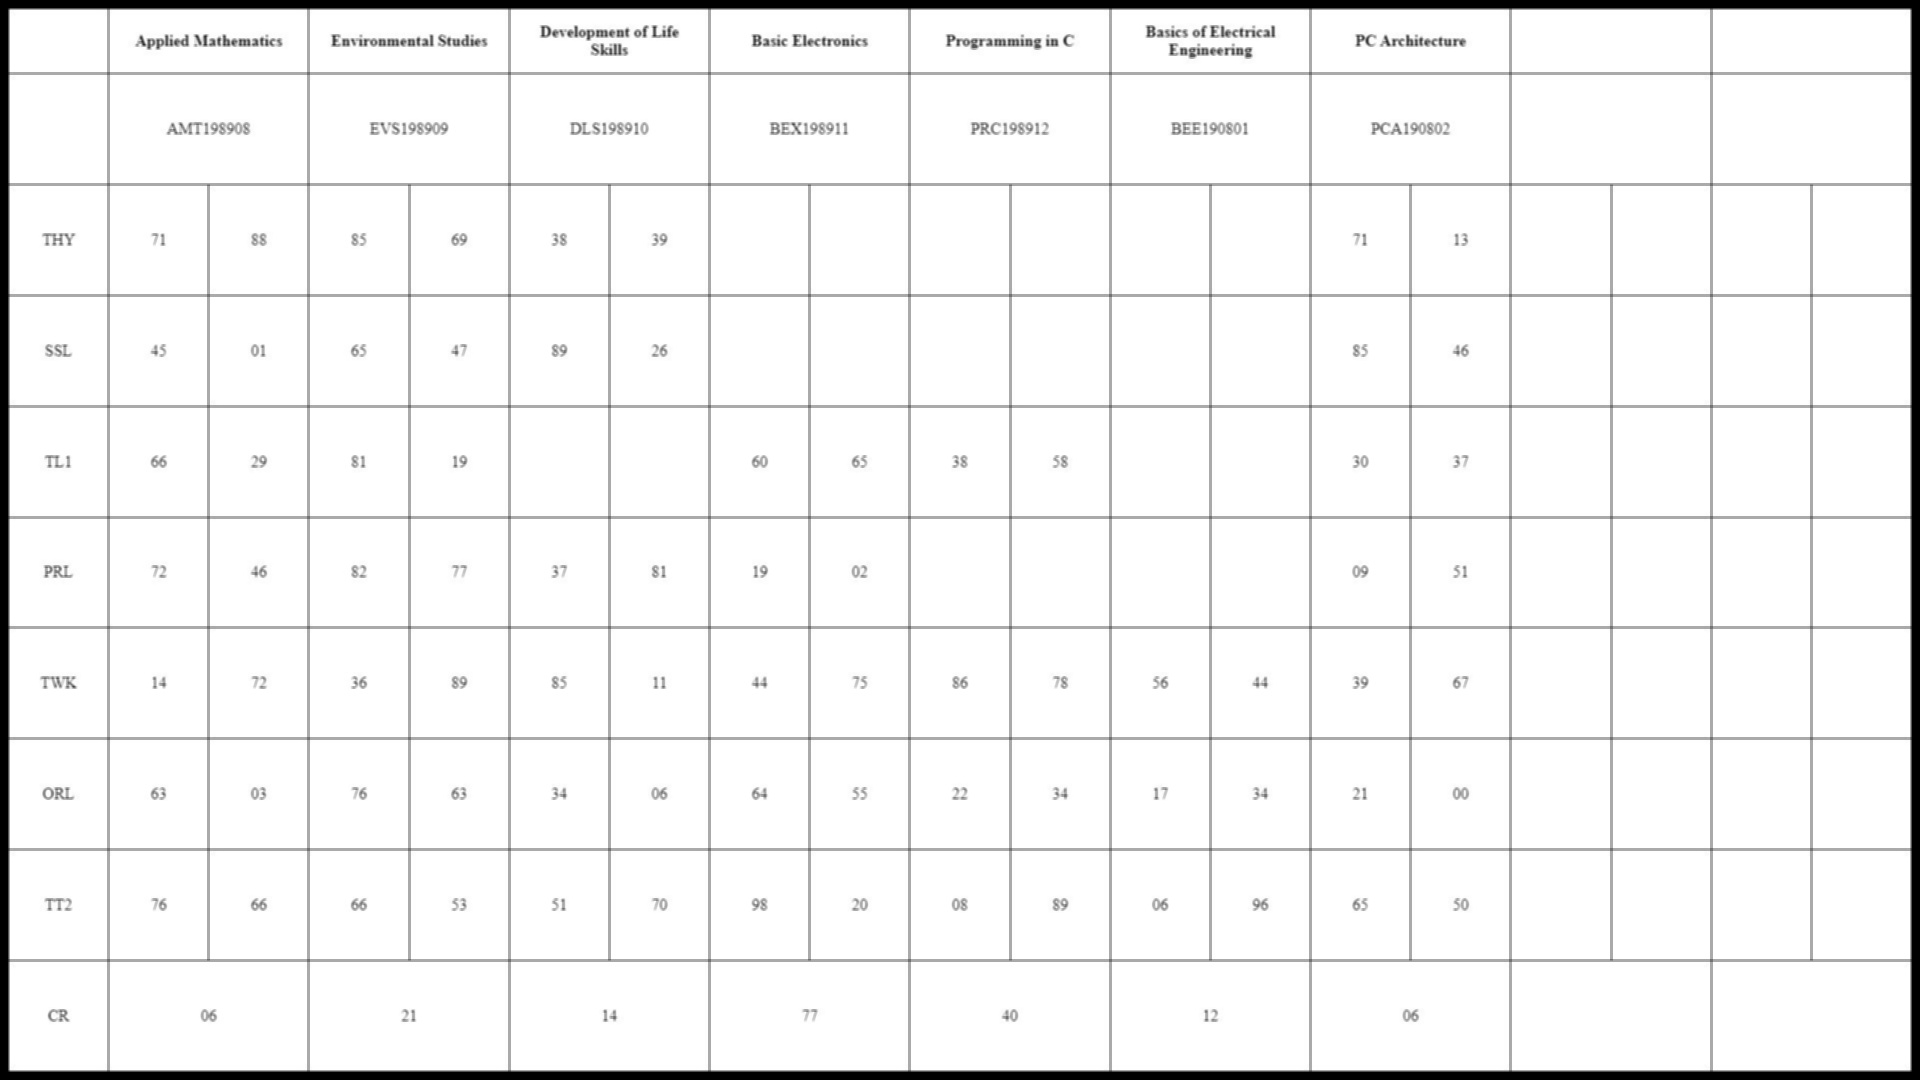 Applied Mathematics Environmental Studies Development of Life Skills Basic Electronics Programming in C Basics of Electrical Engineering PC Architecture
AMT198908 EVS198909 DLS198910 BEX198911 PRC198912 BEE190801 PCA190802
THY 71 88 85 69 38 39 71 13
SSL 45 01 65 47 89 26 85 46
TL1 66 29 81 19 60 65 38 58 30 37
PRL 72 46 82 77 37 81 19 02 09 51
TWK 14 72 36 89 85 11 44 75 86 78 56 44 39 67
ORL 63 03 76 63 34 06 64 55 22 34 17 34 21 00
TT2 76 66 66 53 51 70 98 20 08 89 06 96 65 50
CR 06 21 14 77 40 12 06